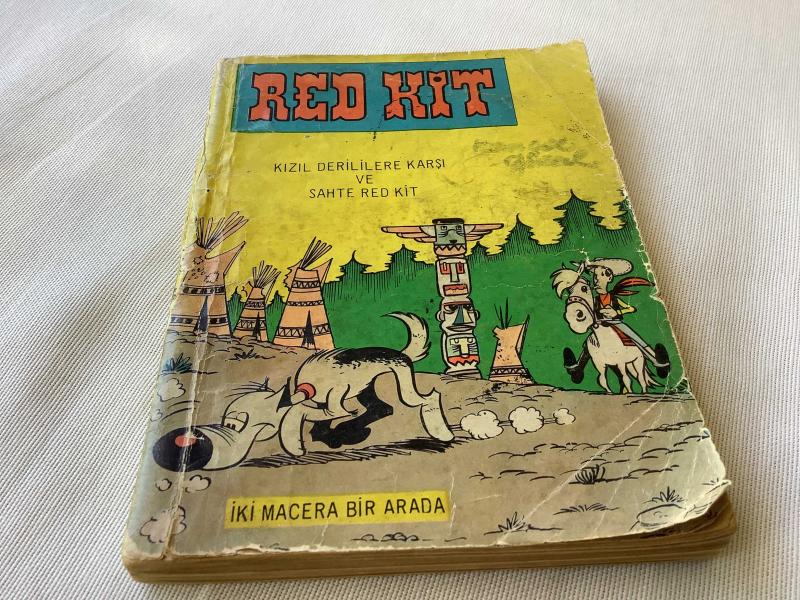 RED KİT
KIZIL DERİLİLERE KARŞI
VE
SAHTE RED KİT
İKİ MACERA BİR ARADA